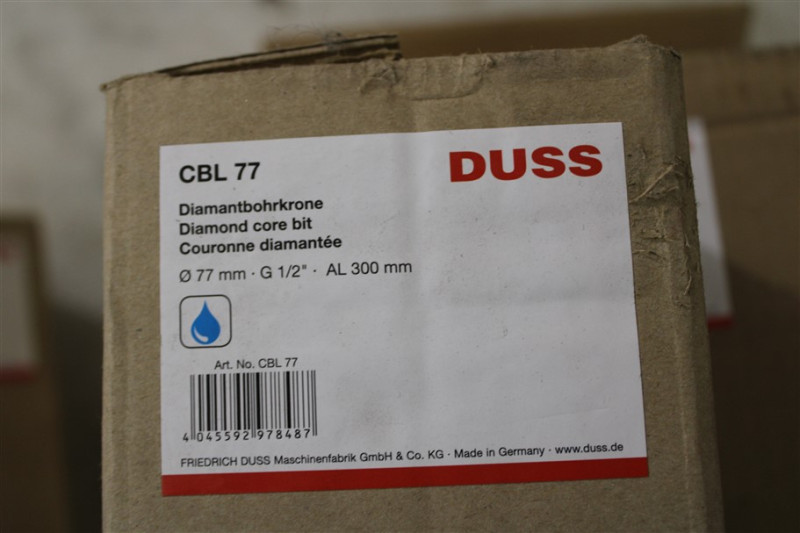 CBL 77
DUSS
Diamantbohrkrone
Diamond core bit
Couronne diamantée
Ø 77 mm · G 1/2" · AL 300 mm
Art. No. CBL 77
4 045592 978487
FRIEDRICH DUSS Maschinenfabrik GmbH & Co. KG · Made in Germany · www.duss.de